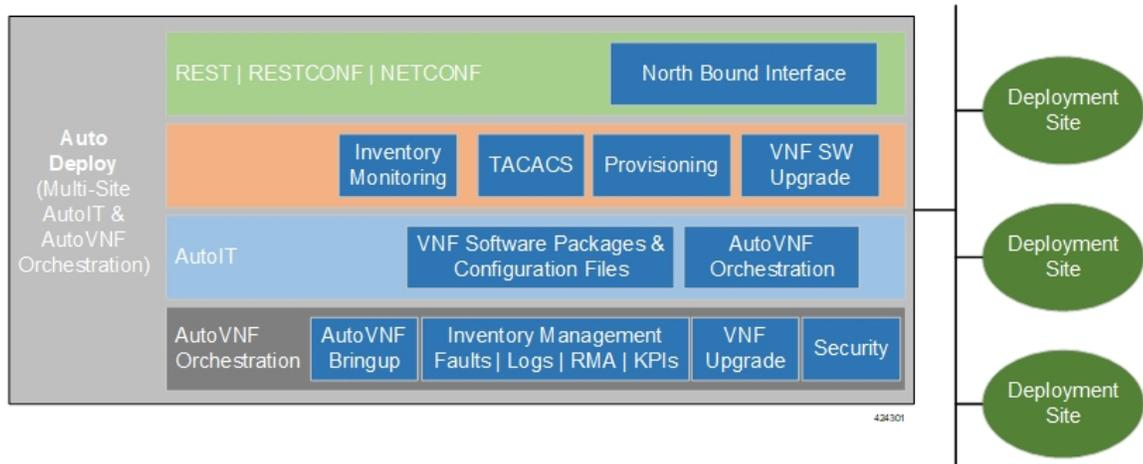 REST | RESTCONF | NETCONF
North Bound Interface
Auto
Deploy
(Multi-Site
AutoIT &
AutoVNF
Orchestration)
Inventory
Monitoring
TACACS
Provisioning
VNF SW
Upgrade
AutoIT
VNF Software Packages &
Configuration Files
AutoVNF
Orchestration
AutoVNF
Orchestration
AutoVNF
Bringup
Inventory Management
Faults | Logs | RMA | KPIs
VNF
Upgrade
Security
Deployment
Site
Deployment
Site
Deployment
Site
424301